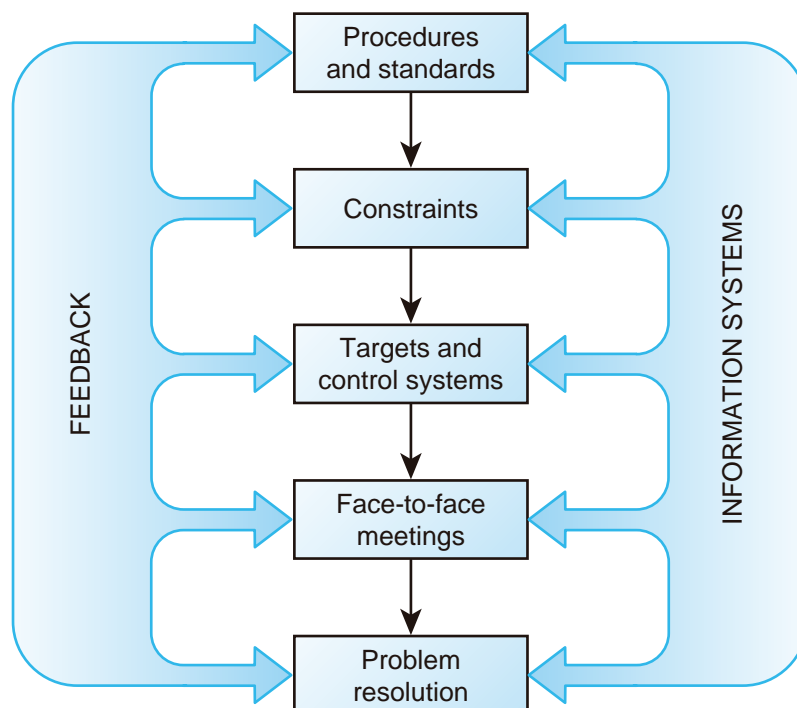 Procedures
and standards
Constraints
Targets and
control systems
Face-to-face
meetings
Problem
resolution
FEEDBACK
INFORMATION SYSTEMS